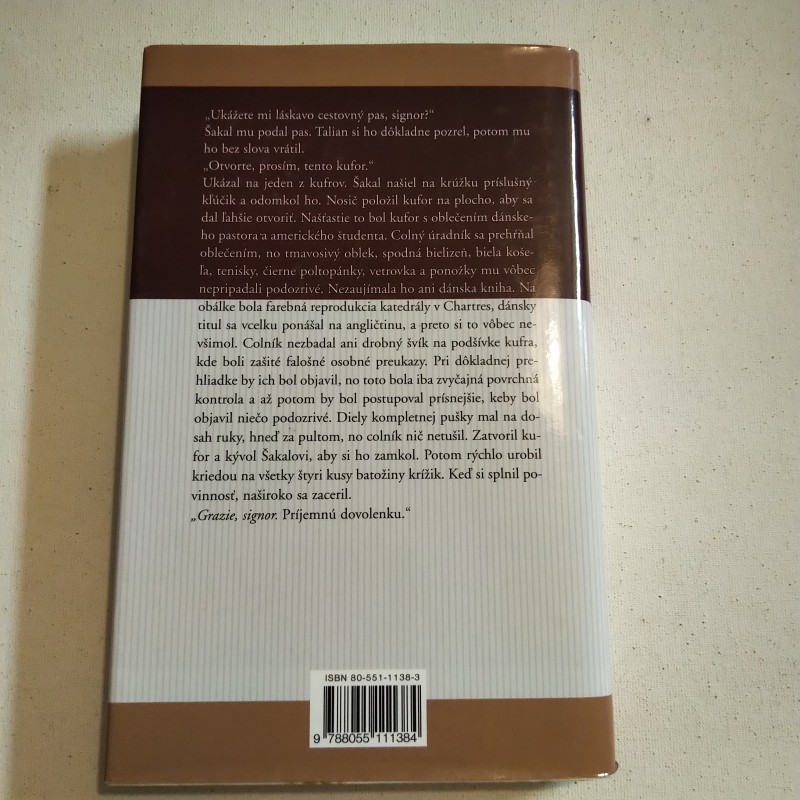 „Ukážete mi láskavo cestovný pas, signor?“
Šakal mu podal pas. Talian si ho dôkladne pozrel, potom mu
ho bez slova vrátil.
„Otvorte, prosím, tento kufor.“
Ukázal na jeden z kufrov. Šakal našiel na krúžku príslušný
kľúčik a odomkol ho. Nosič položil kufor na plocho, aby sa
dal ľahšie otvoriť. Našťastie to bol kufor s oblečením dánske-
ho pastora a amerického študenta. Colný úradník sa prehŕňal
oblečením, no tmavosivý oblek, spodná bielizeň, biela koše-
ľa, tenisky, čierne poltopánky, vetrovka a ponožky mu vôbec
nepripadali podozrivé. Nezaujímala ho ani dánska kniha. Na
obálke bola farebná reprodukcia katedrály v Chartres, dánsky
titul sa vcelku ponášal na angličtinu, a preto si to vôbec ne-
všimol. Colník nezbadal ani drobný švík na podšívke kufra,
kde boli zašité falošné osobné preukazy. Pri dôkladnej pre-
hliadke by ich bol objavil, no toto bola iba zvyčajná povrchná
kontrola a až potom by bol postupoval prísnejšie, keby bol
objavil niečo podozrivé. Diely kompletnej pušky mal na do-
sah ruky, hneď za pultom, no colník nič netušil. Zatvoril ku-
for a kývol Šakalovi, aby si ho zamkol. Potom rýchlo urobil
kriedou na všetky štyri kusy batožiny krížik. Keď si splnil po-
vinnosť, naširoko sa zaceril.
„Grazie, signor. Príjemnú dovolenku.“
ISBN 80-551-1138-3
9 788055 111384